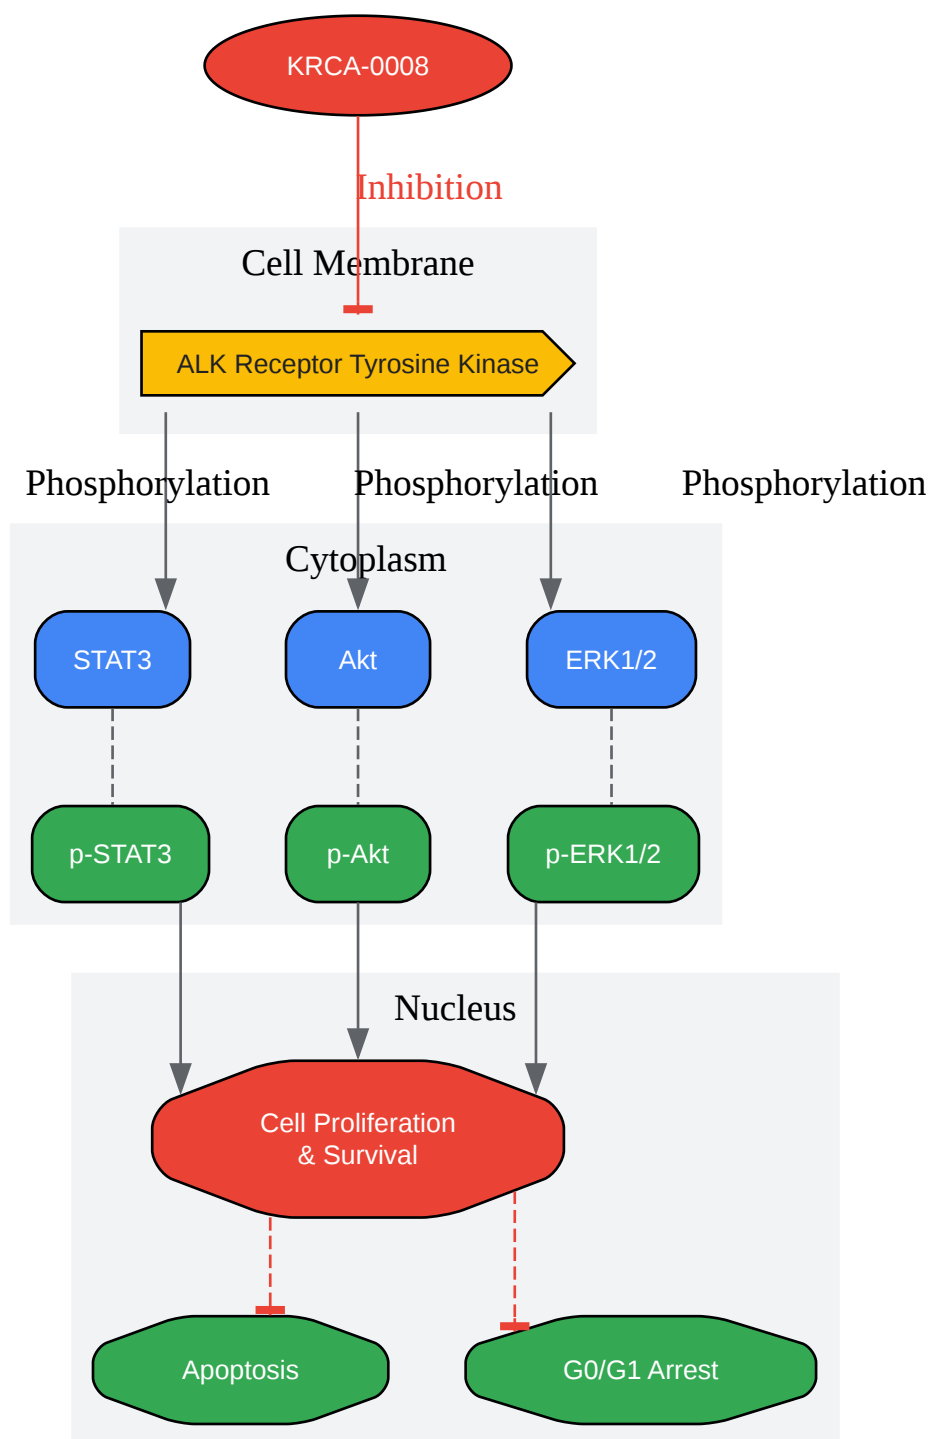 KRCA-0008
Inhibition
Cell Membrane
ALK Receptor Tyrosine Kinase
Phosphorylation
Phosphorylation
Phosphorylation
Cytoplasm
STAT3
Akt
ERK1/2
p-STAT3
p-Akt
p-ERK1/2
Nucleus
Cell Proliferation
& Survival
Apoptosis
G0/G1 Arrest